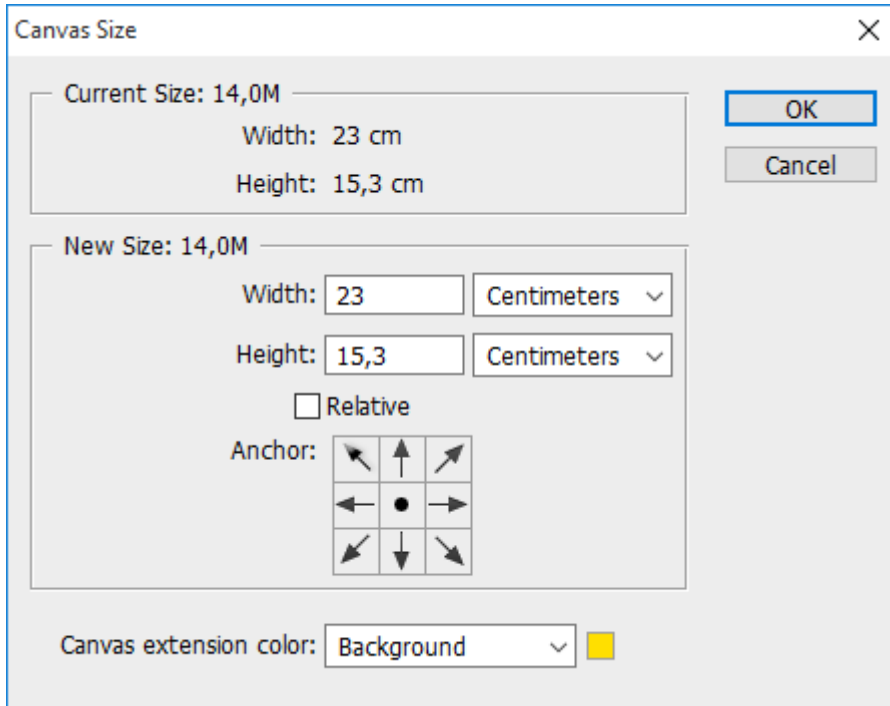 Canvas Size
Current Size: 14,0M
Width: 23 cm
Height: 15,3 cm
OK
Cancel
New Size: 14,0M
Width: 23 Centimeters
Height: 15,3 Centimeters
Relative
Anchor:
Canvas extension color: Background